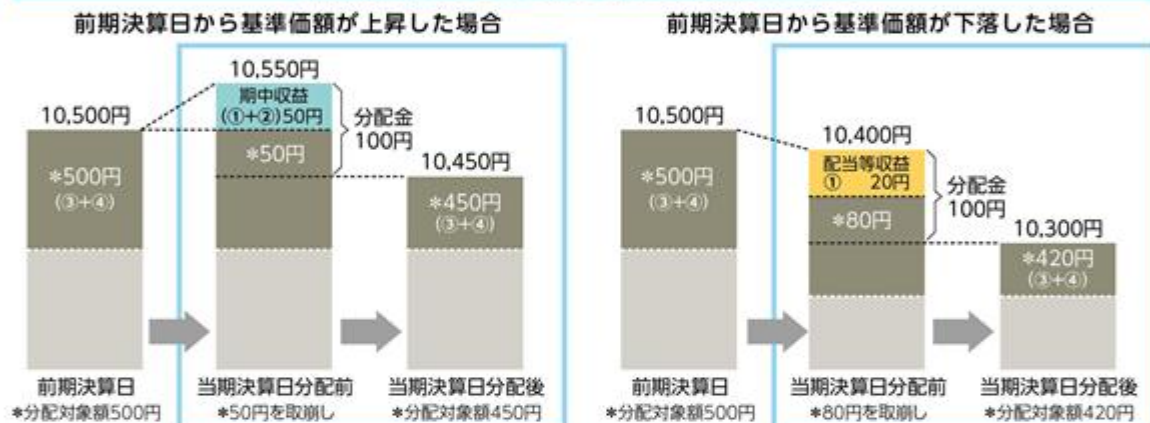 前期決算日から基準価額が上昇した場合
10,550円
期中収益
(①+②)50円
分配金
100円
10,500円
*500円
(③+④)
*50円
10,450円
*450円
(③+④)
前期決算日
*分配対象額500円
当期決算日分配前
*50円を取崩し
当期決算日分配後
*分配対象額450円
前期決算日から基準価額が下落した場合
10,500円
*500円
(③+④)
10,400円
配当等収益
① 20円
分配金
100円
*80円
10,300円
*420円
(③+④)
前期決算日
*分配対象額500円
当期決算日分配前
*80円を取崩し
当期決算日分配後
*分配対象額420円